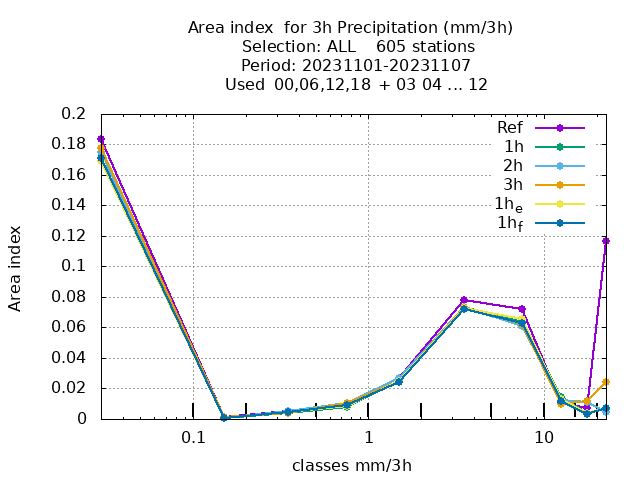 Area index  for 3h Precipitation (mm/3h)
Selection: ALL    605 stations
Period: 20231101-20231107
Used  00,06,12,18 + 03 04 ... 12
Ref
1h
2h
3h
1he
1hf
0.2
0.18
0.16
0.14
0.12
0.1
0.08
0.06
0.04
0.02
0
Area index
0.1
1
10
classes mm/3h